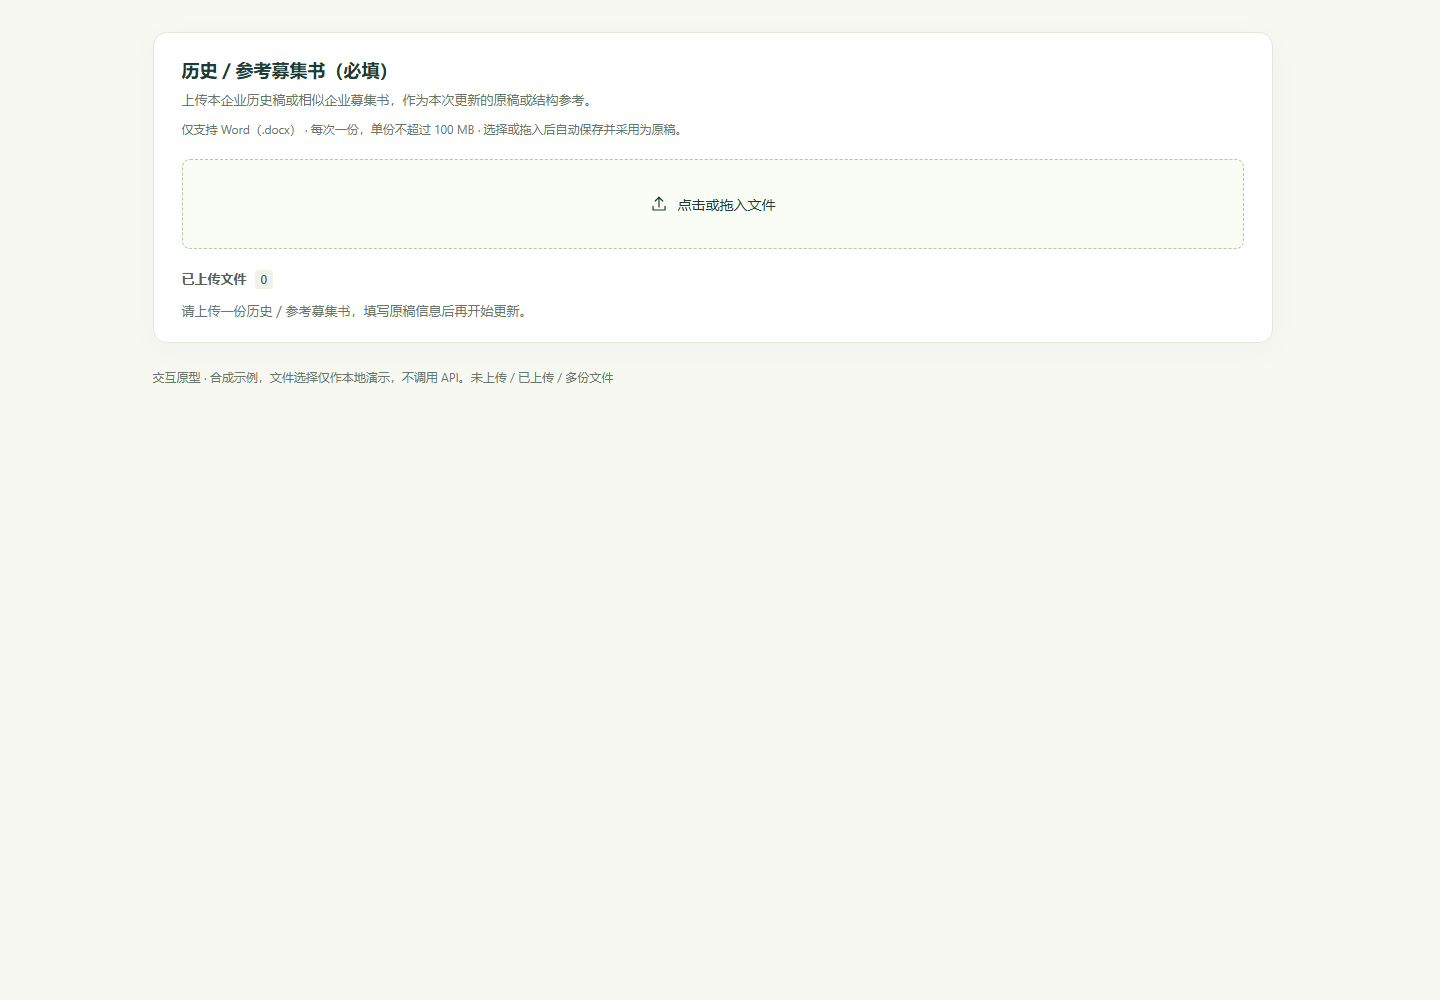 历史 / 参考募集书（必填）
上传本企业历史稿或相似企业募集书，作为本次更新的原稿或结构参考。
仅支持 Word（.docx） · 每次一份，单份不超过 100 MB · 选择或拖入后自动保存并采用为原稿。
点击或拖入文件
已上传文件 0
请上传一份历史 / 参考募集书，填写原稿信息后再开始更新。
交互原型 · 合成示例，文件选择仅作本地演示，不调用 API。未上传 / 已上传 / 多份文件